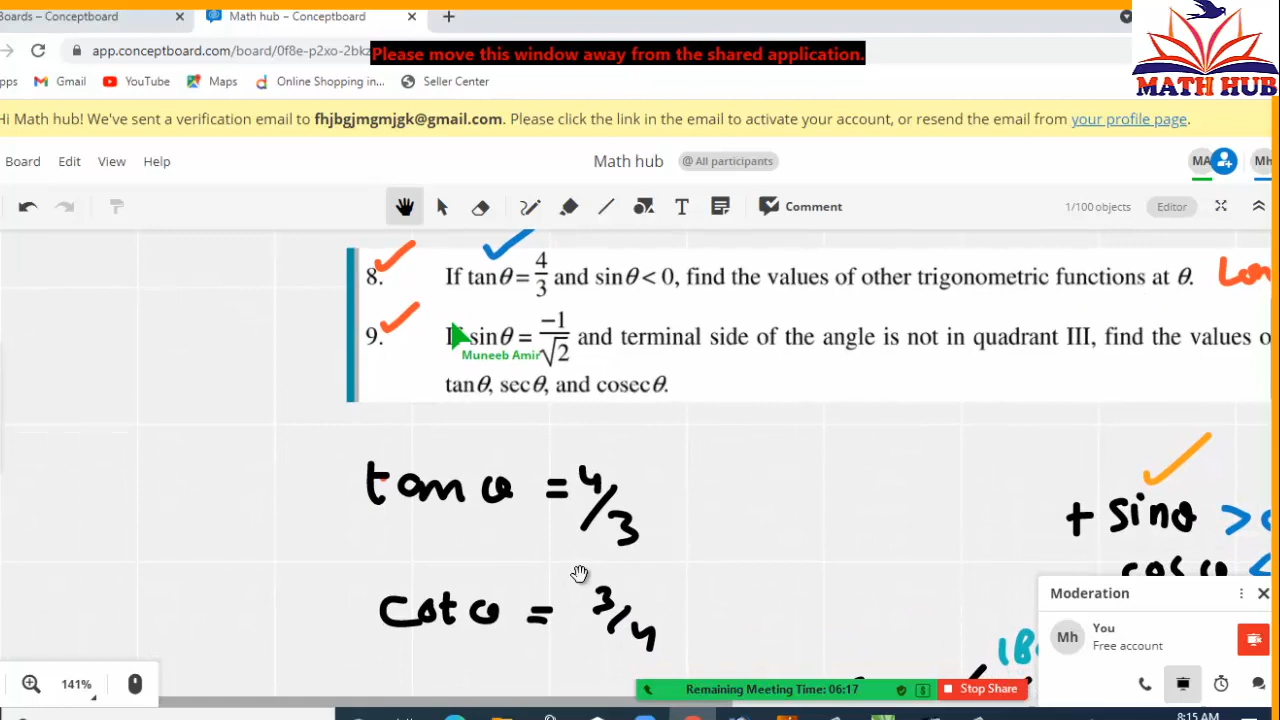 Boards – Conceptboard
Math hub – Conceptboard
app.conceptboard.com/board/0f8e-p2xo-2bkz
Please move this window away from the shared application.
MATH HUB
pps
Gmail
YouTube
Maps
Online Shopping in...
Seller Center
Hi Math hub! We've sent a verification email to fhjbgjmgmjgk@gmail.com. Please click the link in the email to activate your account, or resend the email from your profile page.
Board Edit View Help
Math hub
@ All participants
MA
Mh
T
Comment
1/100 objects
Editor
8. If tanθ = 4/3 and sinθ < 0, find the values of other trigonometric functions at θ.
9. If sinθ = −1/√2 and terminal side of the angle is not in quadrant III, find the values o
Muneeb Amir
tanθ, secθ, and cosecθ.
tan θ = 4/3
+ sinθ >
cos θ <
cot θ = 3/4
Moderation
Mh
You
Free account
141%
Remaining Meeting Time: 06:17
Stop Share
8:15 AM